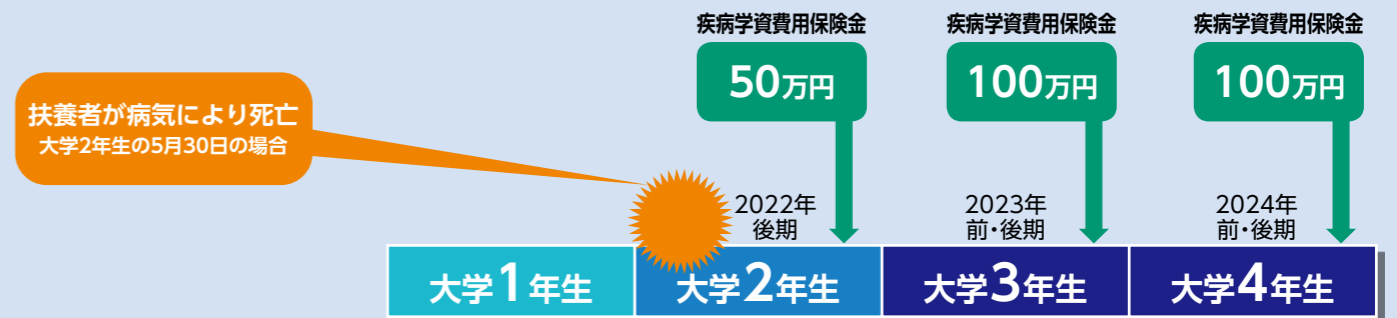 疾病学資費用保険金
疾病学資費用保険金
疾病学資費用保険金
50万円
100万円
100万円
扶養者が病気により死亡
大学2年生の5月30日の場合
2022年
後期
2023年
前・後期
2024年
前・後期
大学1年生
大学2年生
大学3年生
大学4年生